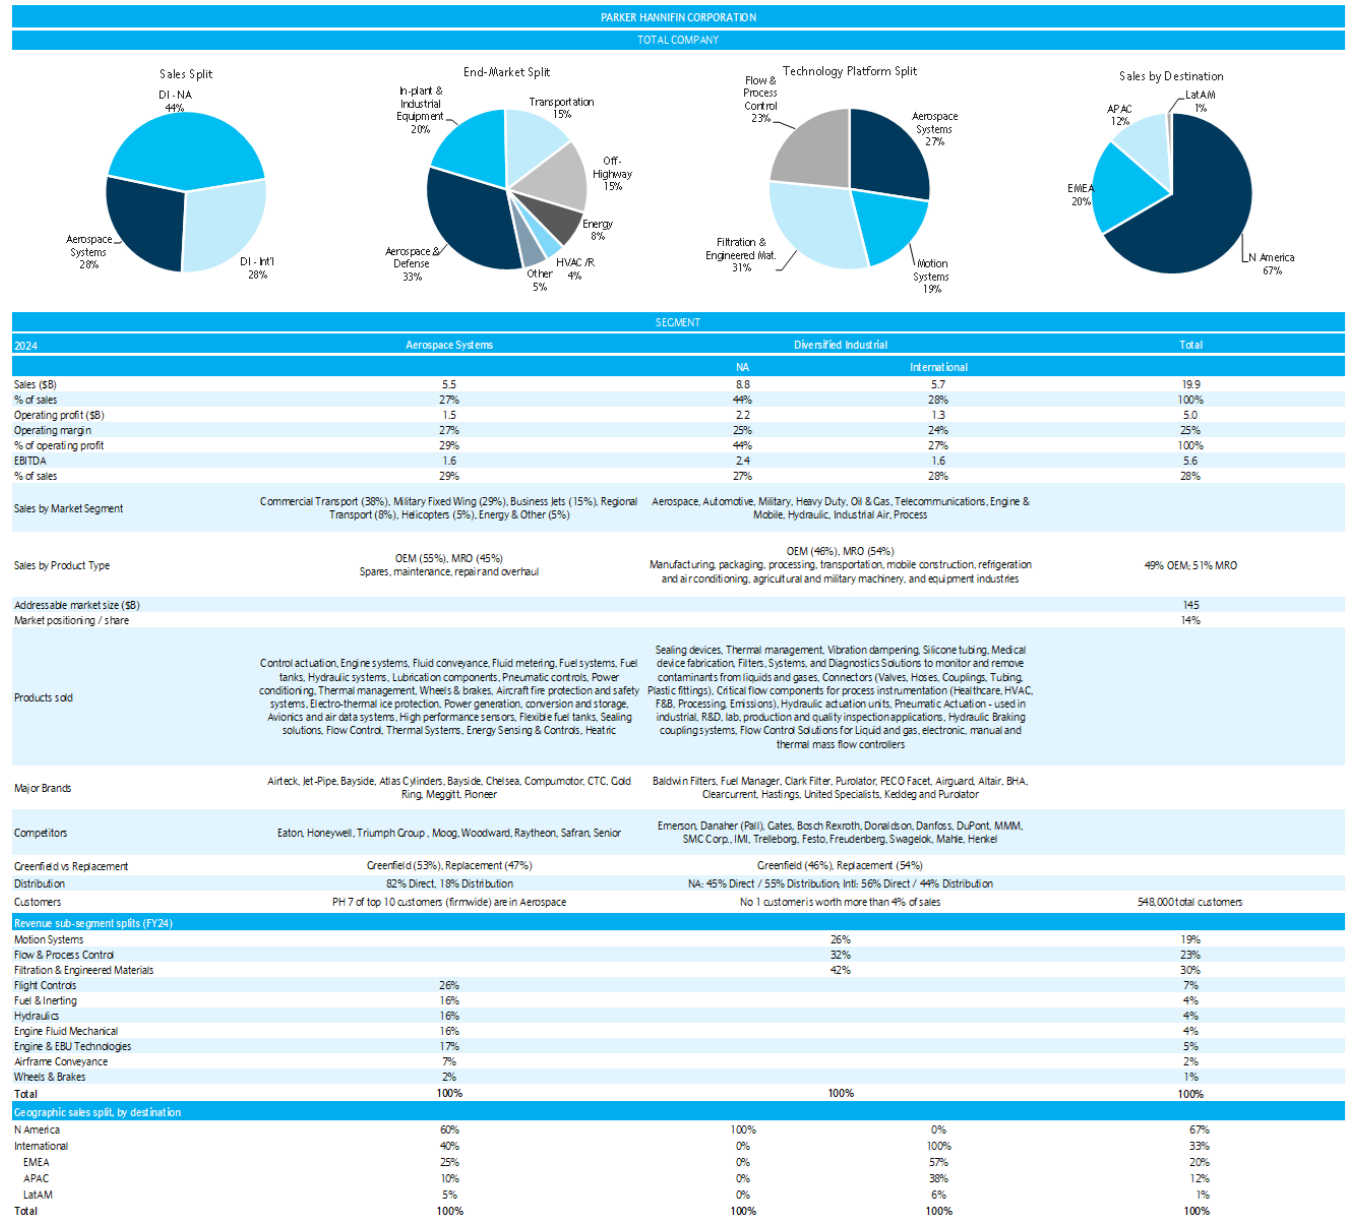 PARKER HANNIFIN CORPORATION
TOTAL COMPANY
Sales Split
DI - NA
44%
Aerospace
Systems
28%
DI - Int'l
28%
End-Market Split
In-plant &
Industrial
Equipment
20%
Transportation
15%
Off-
Highway
15%
Energy
8%
HVAC /R
4%
Other
5%
Aerospace &
Defense
33%
Technology Platform Split
Flow &
Process
Control
23%
Aerospace
Systems
27%
Filtration &
Engineered Mat.
31%
Motion
Systems
19%
Sales by Destination
LatAM
1%
APAC
12%
EMEA
20%
N America
67%
SEGMENT
2024 Aerospace Systems Diversified Industrial Total
NA International
Sales ($B) 5.5 8.8 5.7 19.9
% of sales 27% 44% 28% 100%
Operating profit ($B) 1.5 2.2 1.3 5.0
Operating margin 27% 25% 24% 25%
% of operating profit 29% 44% 27% 100%
EBITDA 1.6 2.4 1.6 5.6
% of sales 29% 27% 28% 28%
Sales by Market Segment
Commercial Transport (38%), Military Fixed Wing (29%), Business Jets (15%), Regional
Transport (8%), Helicopters (5%), Energy & Other (5%)
Aerospace, Automotive, Military, Heavy Duty, Oil & Gas, Telecommunications, Engine &
Mobile, Hydraulic, Industrial Air, Process
Sales by Product Type
OEM (55%), MRO (45%)
Spares, maintenance, repair and overhaul
OEM (46%), MRO (54%)
Manufacturing, packaging, processing, transportation, mobile construction, refrigeration
and air conditioning, agricultural and military machinery, and equipment industries
49% OEM; 51% MRO
Addressable market size ($B) 145
Market positioning / share 14%
Products sold
Control actuation, Engine systems, Fluid conveyance, Fluid metering, Fuel systems, Fuel
tanks, Hydraulic systems, Lubrication components, Pneumatic controls, Power
conditioning, Thermal management, Wheels & brakes, Aircraft fire protection and safety
systems, Electro-thermal ice protection, Power generation, conversion and storage,
Avionics and air data systems, High performance sensors, Flexible fuel tanks, Sealing
solutions, Flow Control, Thermal Systems, Energy Sensing & Controls, Heatric
Sealing devices, Thermal management, Vibration dampening, Silicone tubing, Medical
device fabrication, Filters, Systems, and Diagnostics Solutions to monitor and remove
contaminants from liquids and gases, Connectors (Valves, Hoses, Couplings, Tubing,
Plastic fittings), Critical flow components for process instrumentation (Healthcare, HVAC,
F&B, Processing, Emissions), Hydraulic actuation units, Pneumatic Actuation - used in
industrial, R&D, lab, production and quality inspection applications, Hydraulic Braking
coupling systems, Flow Control Solutions for Liquid and gas, electronic, manual and
thermal mass flow controllers
Major Brands
Airteck, Jet-Pipe, Bayside, Atlas Cylinders, Bayside, Chelsea, Compumotor, CTC, Gold
Ring, Meggitt, Pioneer
Baldwin Filters, Fuel Manager, Clark Filter, Purolator, PECO Facet, Airguard, Altair, BHA,
Clearcurrent, Hastings, United Specialists, Keddeg and Purolator
Competitors
Eaton, Honeywell, Triumph Group , Moog, Woodward, Raytheon, Safran, Senior
Emerson, Danaher (Pall), Gates, Bosch Rexroth, Donaldson, Danfoss, DuPont, MMM,
SMC Corp., IMI, Trelleborg, Festo, Freudenberg, Swagelok, Mahle, Henkel
Greenfield vs Replacement Greenfield (53%), Replacement (47%) Greenfield (46%), Replacement (54%)
Distribution 82% Direct, 18% Distribution NA: 45% Direct / 55% Distribution; Intl: 56% Direct / 44% Distribution
Customers PH 7 of top 10 customers (firmwide) are in Aerospace No 1 customer is worth more than 4% of sales 548,000 total customers
Revenue sub-segment splits (FY24)
Motion Systems 26% 19%
Flow & Process Control 32% 23%
Filtration & Engineered Materials 42% 30%
Flight Controls 26% 7%
Fuel & Inerting 16% 4%
Hydraulics 16% 4%
Engine Fluid Mechanical 16% 4%
Engine & EBU Technologies 17% 5%
Airframe Conveyance 7% 2%
Wheels & Brakes 2% 1%
Total 100% 100% 100%
Geographic sales split, by destination
N America 60% 100% 0% 67%
International 40% 0% 100% 33%
EMEA 25% 0% 57% 20%
APAC 10% 0% 38% 12%
LatAM 5% 0% 6% 1%
Total 100% 100% 100% 100%